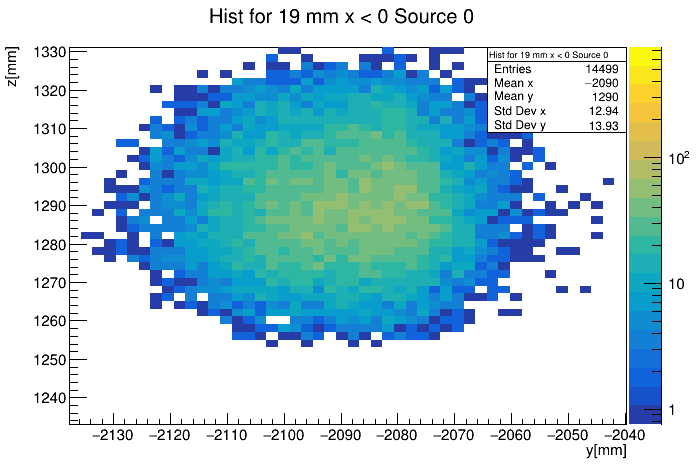 Hist for 19 mm x < 0 Source 0
z[mm]
1330
1320
1310
1300
1290
1280
1270
1260
1250
1240
Hist for 19 mm x < 0 Source 0
Entries 14499
Mean x −2090
Mean y 1290
Std Dev x 12.94
Std Dev y 13.93
10²
10
1
−2130 −2120 −2110 −2100 −2090 −2080 −2070 −2060 −2050 −2040
y[mm]